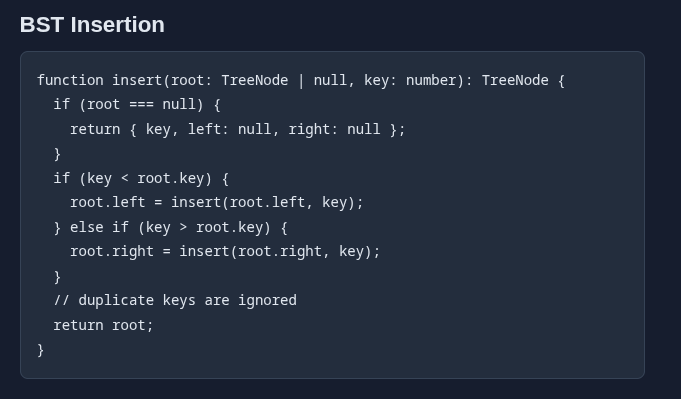 BST Insertion
function insert(root: TreeNode | null, key: number): TreeNode {
  if (root === null) {
    return { key, left: null, right: null };
  }
  if (key < root.key) {
    root.left = insert(root.left, key);
  } else if (key > root.key) {
    root.right = insert(root.right, key);
  }
  // duplicate keys are ignored
  return root;
}